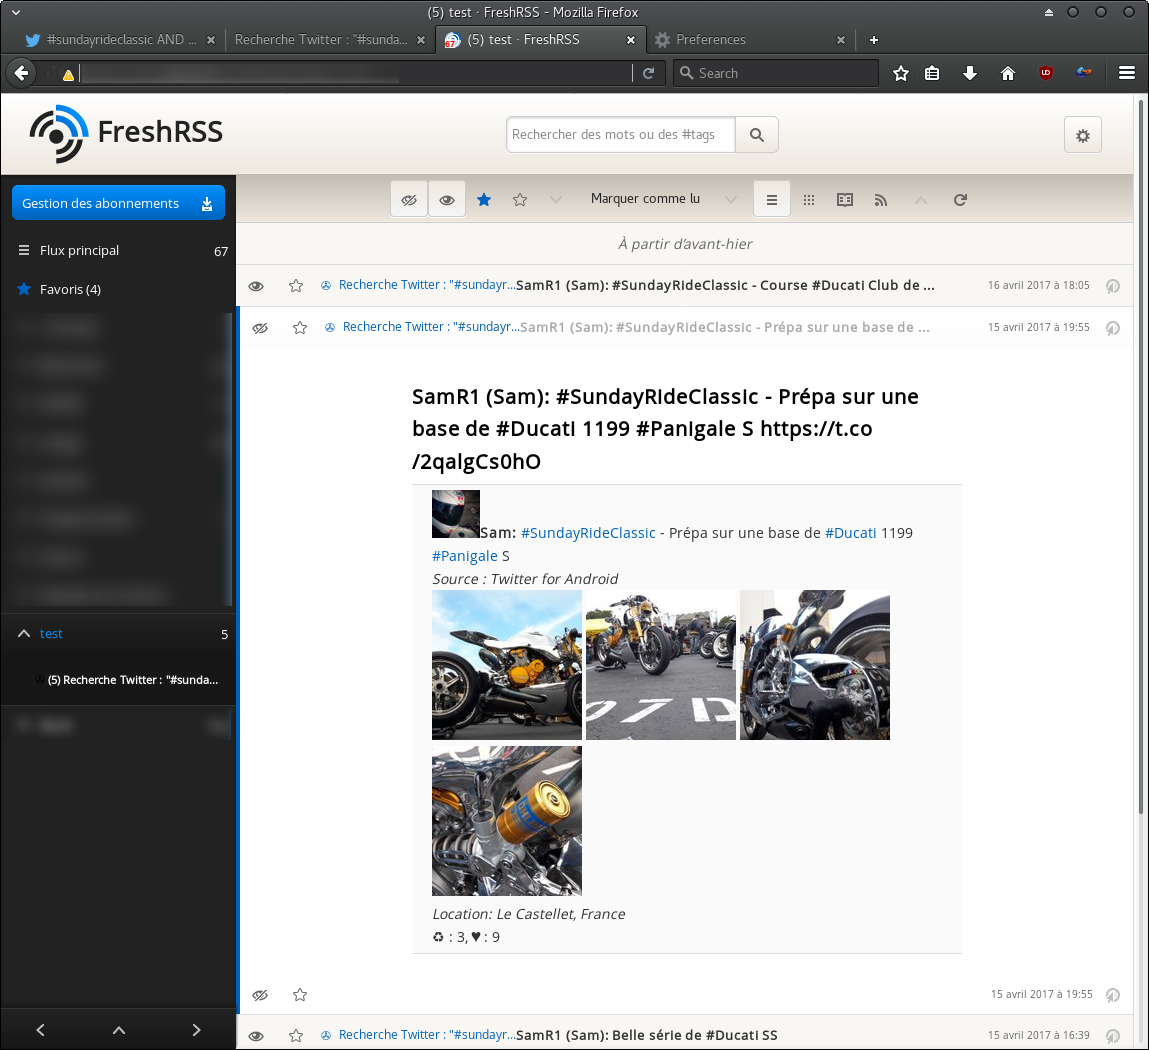 (5) test · FreshRSS - Mozilla Firefox
#sundayrideclassic AND ...
Recherche Twitter : "#sunda...
(5) test · FreshRSS
Preferences
Search
FreshRSS
Rechercher des mots ou des #tags
Gestion des abonnements
Marquer comme lu
Flux principal 67
À partir d'avant-hier
Favoris (4)
Recherche Twitter : "#sundayr...SamR1 (Sam): #SundayRideClassic - Course #Ducati Club de ... 16 avril 2017 à 18:05
Recherche Twitter : "#sundayr...SamR1 (Sam): #SundayRideClassic - Prépa sur une base de ... 15 avril 2017 à 19:55
SamR1 (Sam): #SundayRideClassic - Prépa sur une
base de #Ducati 1199 #Panigale S https://t.co
/2qalgCs0hO
Sam: #SundayRideClassic - Prépa sur une base de #Ducati 1199
#Panigale S
Source : Twitter for Android
test 5
(5) Recherche Twitter : "#sunda...
Location: Le Castellet, France
♻ : 3, ♥ : 9
15 avril 2017 à 19:55
Recherche Twitter : "#sundayr...SamR1 (Sam): Belle série de #Ducati SS 15 avril 2017 à 16:39